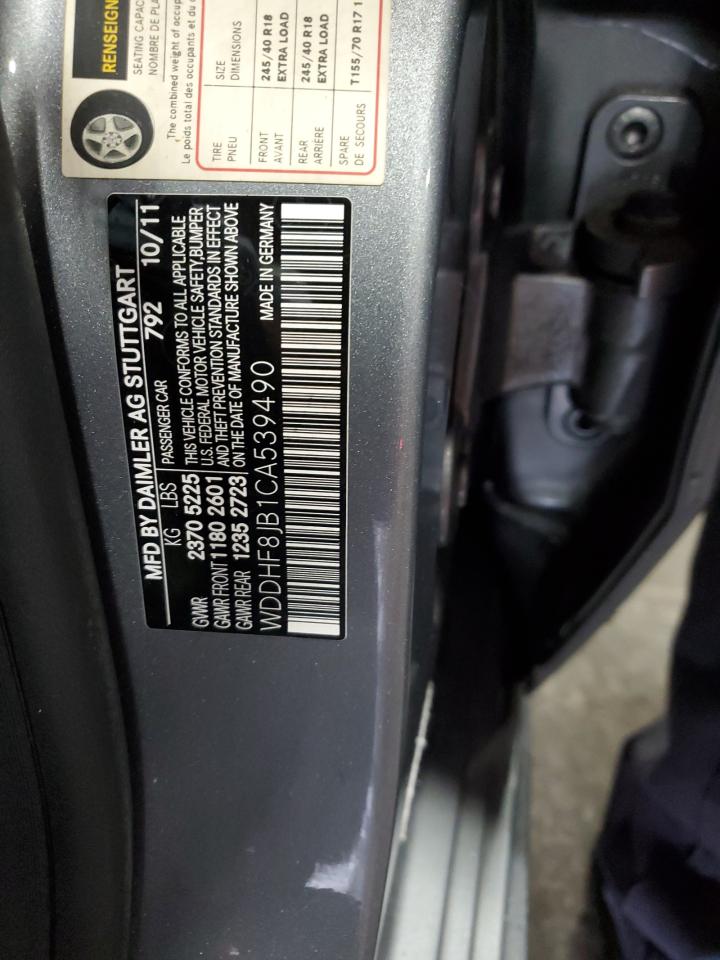 MFD BY DAIMLER AG STUTTGART
KG LBS 792 10/11
PASSENGER CAR
GVWR 2370 5225
GAWR FRONT 1180 2601
GAWR REAR 1235 2723
THIS VEHICLE CONFORMS TO ALL APPLICABLE
U.S. FEDERAL MOTOR VEHICLE SAFETY,BUMPER
AND THEFT PREVENTION STANDARDS IN EFFECT
ON THE DATE OF MANUFACTURE SHOWN ABOVE
WDDHF8JB1CA539490 MADE IN GERMANY
RENSEIGN
SEATING CAPAC
NOMBRE DE PLA
The combined weight of occup
Le poids total des occupants et du
TIRE SIZE
PNEU DIMENSIONS
FRONT 245/40 R18
AVANT EXTRA LOAD
REAR 245/40 R18
ARRIÈRE EXTRA LOAD
SPARE T155/70 R17 1
DE SECOURS